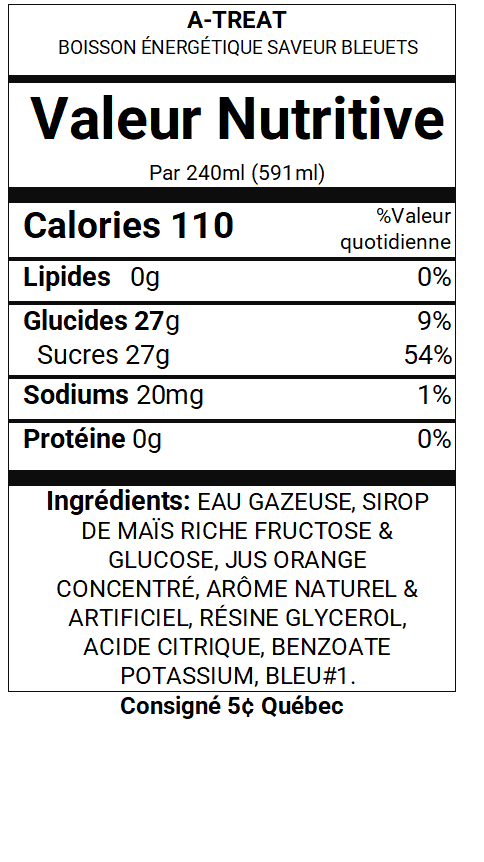 A-TREAT
BOISSON ÉNERGÉTIQUE SAVEUR BLEUETS
Valeur Nutritive
Par 240ml (591ml)
Calories 110
%Valeur
quotidienne
Lipides 0g 0%
Glucides 27g 9%
Sucres 27g 54%
Sodiums 20mg 1%
Protéine 0g 0%
Ingrédients: EAU GAZEUSE, SIROP
DE MAÏS RICHE FRUCTOSE &
GLUCOSE, JUS ORANGE
CONCENTRÉ, ARÔME NATUREL &
ARTIFICIEL, RÉSINE GLYCEROL,
ACIDE CITRIQUE, BENZOATE
POTASSIUM, BLEU#1.
Consigné 5¢ Québec